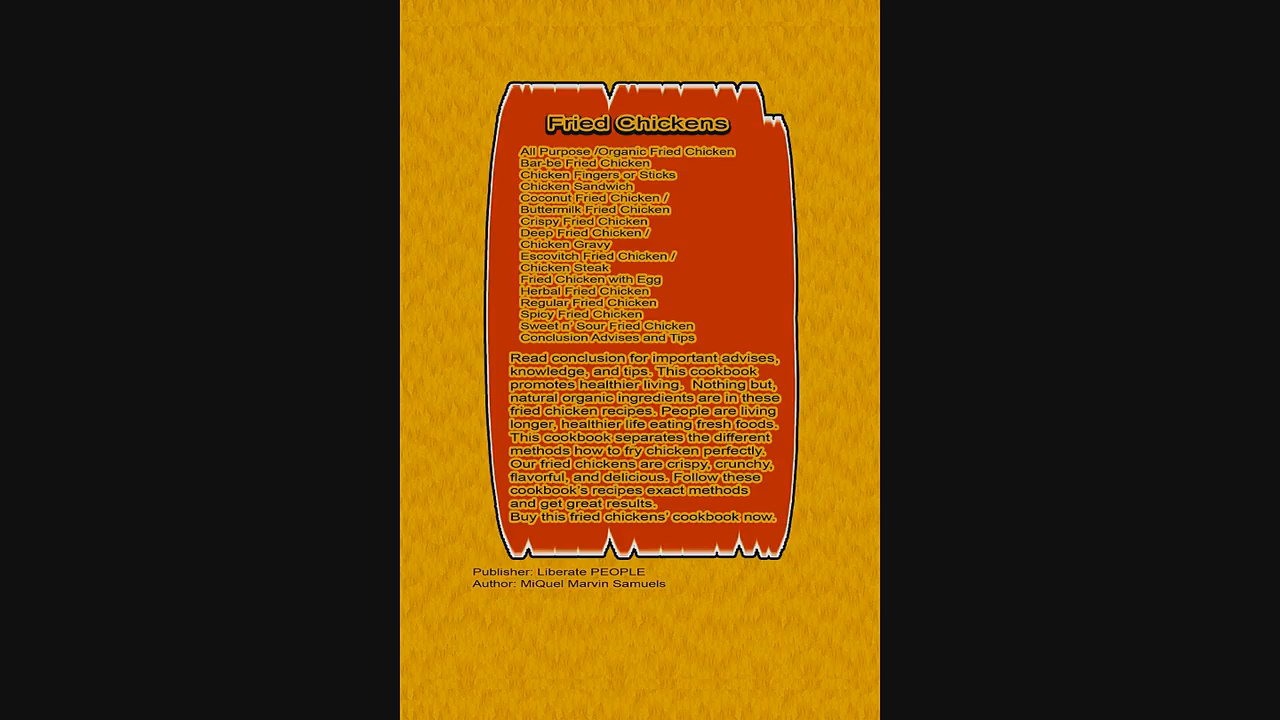 Fried Chickens
All Purpose /Organic Fried Chicken
Bar-be Fried Chicken
Chicken Fingers or Sticks
Chicken Sandwich
Coconut Fried Chicken /
Buttermilk Fried Chicken
Crispy Fried Chicken
Deep Fried Chicken /
Chicken Gravy
Escovitch Fried Chicken /
Chicken Steak
Fried Chicken with Egg
Herbal Fried Chicken
Regular Fried Chicken
Spicy Fried Chicken
Sweet n' Sour Fried Chicken
Conclusion Advises and Tips
Read conclusion for important advises,
knowledge, and tips. This cookbook
promotes healthier living.  Nothing but,
natural organic ingredients are in these
fried chicken recipes. People are living
longer, healthier life eating fresh foods.
This cookbook separates the different
methods how to fry chicken perfectly.
Our fried chickens are crispy, crunchy,
flavorful, and delicious. Follow these
cookbook's recipes exact methods
and get great results.
Buy this fried chickens' cookbook now.
Publisher: Liberate PEOPLE
Author: MiQuel Marvin Samuels